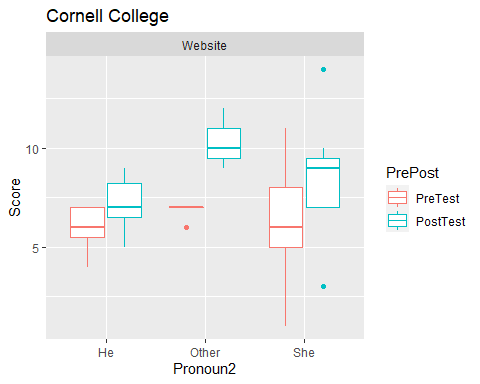 Cornell College
Website
10
5
Score
He Other She
Pronoun2
PrePost
PreTest
PostTest